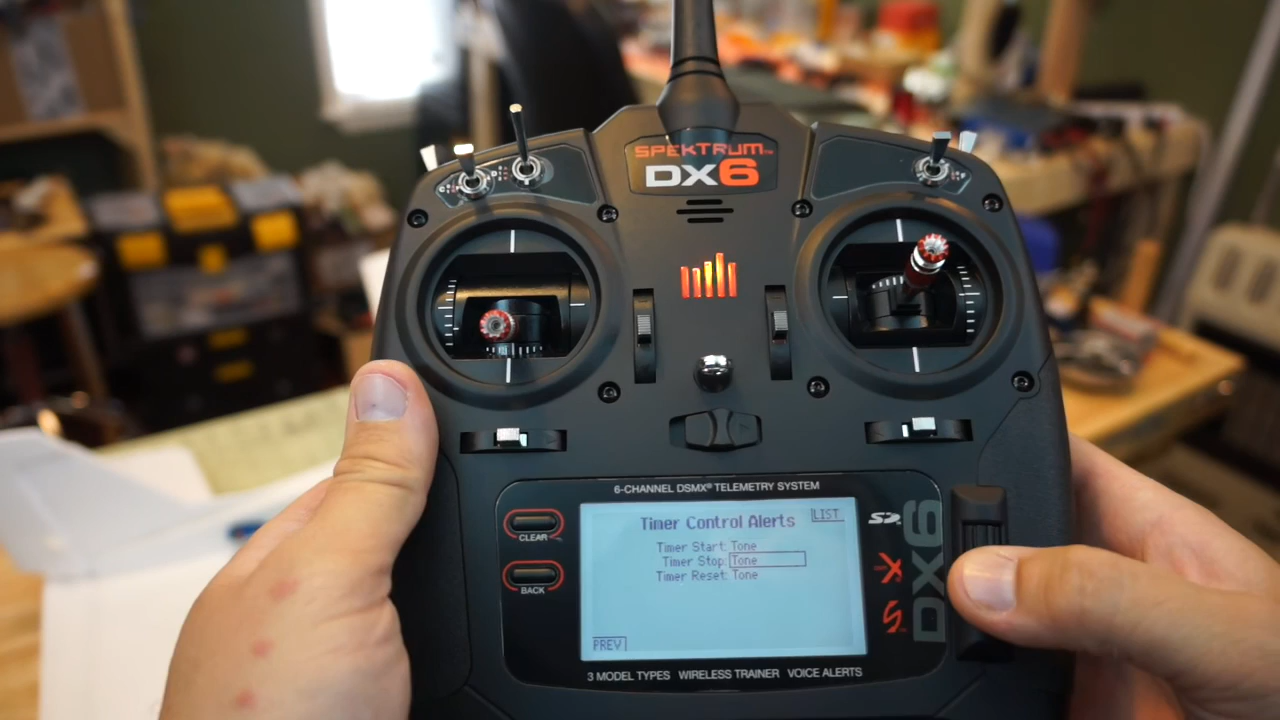 SPEKTRUM
DX6
6-CHANNEL DSMX® TELEMETRY SYSTEM
CLEAR
BACK
Timer Control Alerts
LIST
Timer Start: Tone
Timer Stop: Tone
Timer Reset: Tone
PREV
SD
DX6
3 MODEL TYPES WIRELESS TRAINER VOICE ALERTS